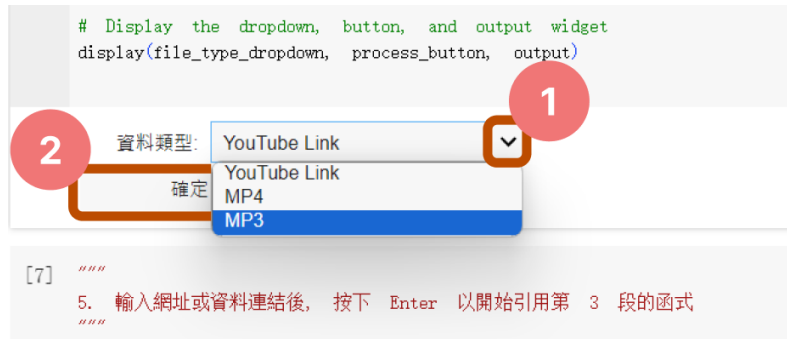 # Display the dropdown, button, and output widget
display(file_type_dropdown, process_button, output)
1
2
資料類型: YouTube Link
YouTube Link
確定
MP4
MP3
[7] """
5. 輸入網址或資料連結後, 按下 Enter 以開始引用第 3 段的函式
"""